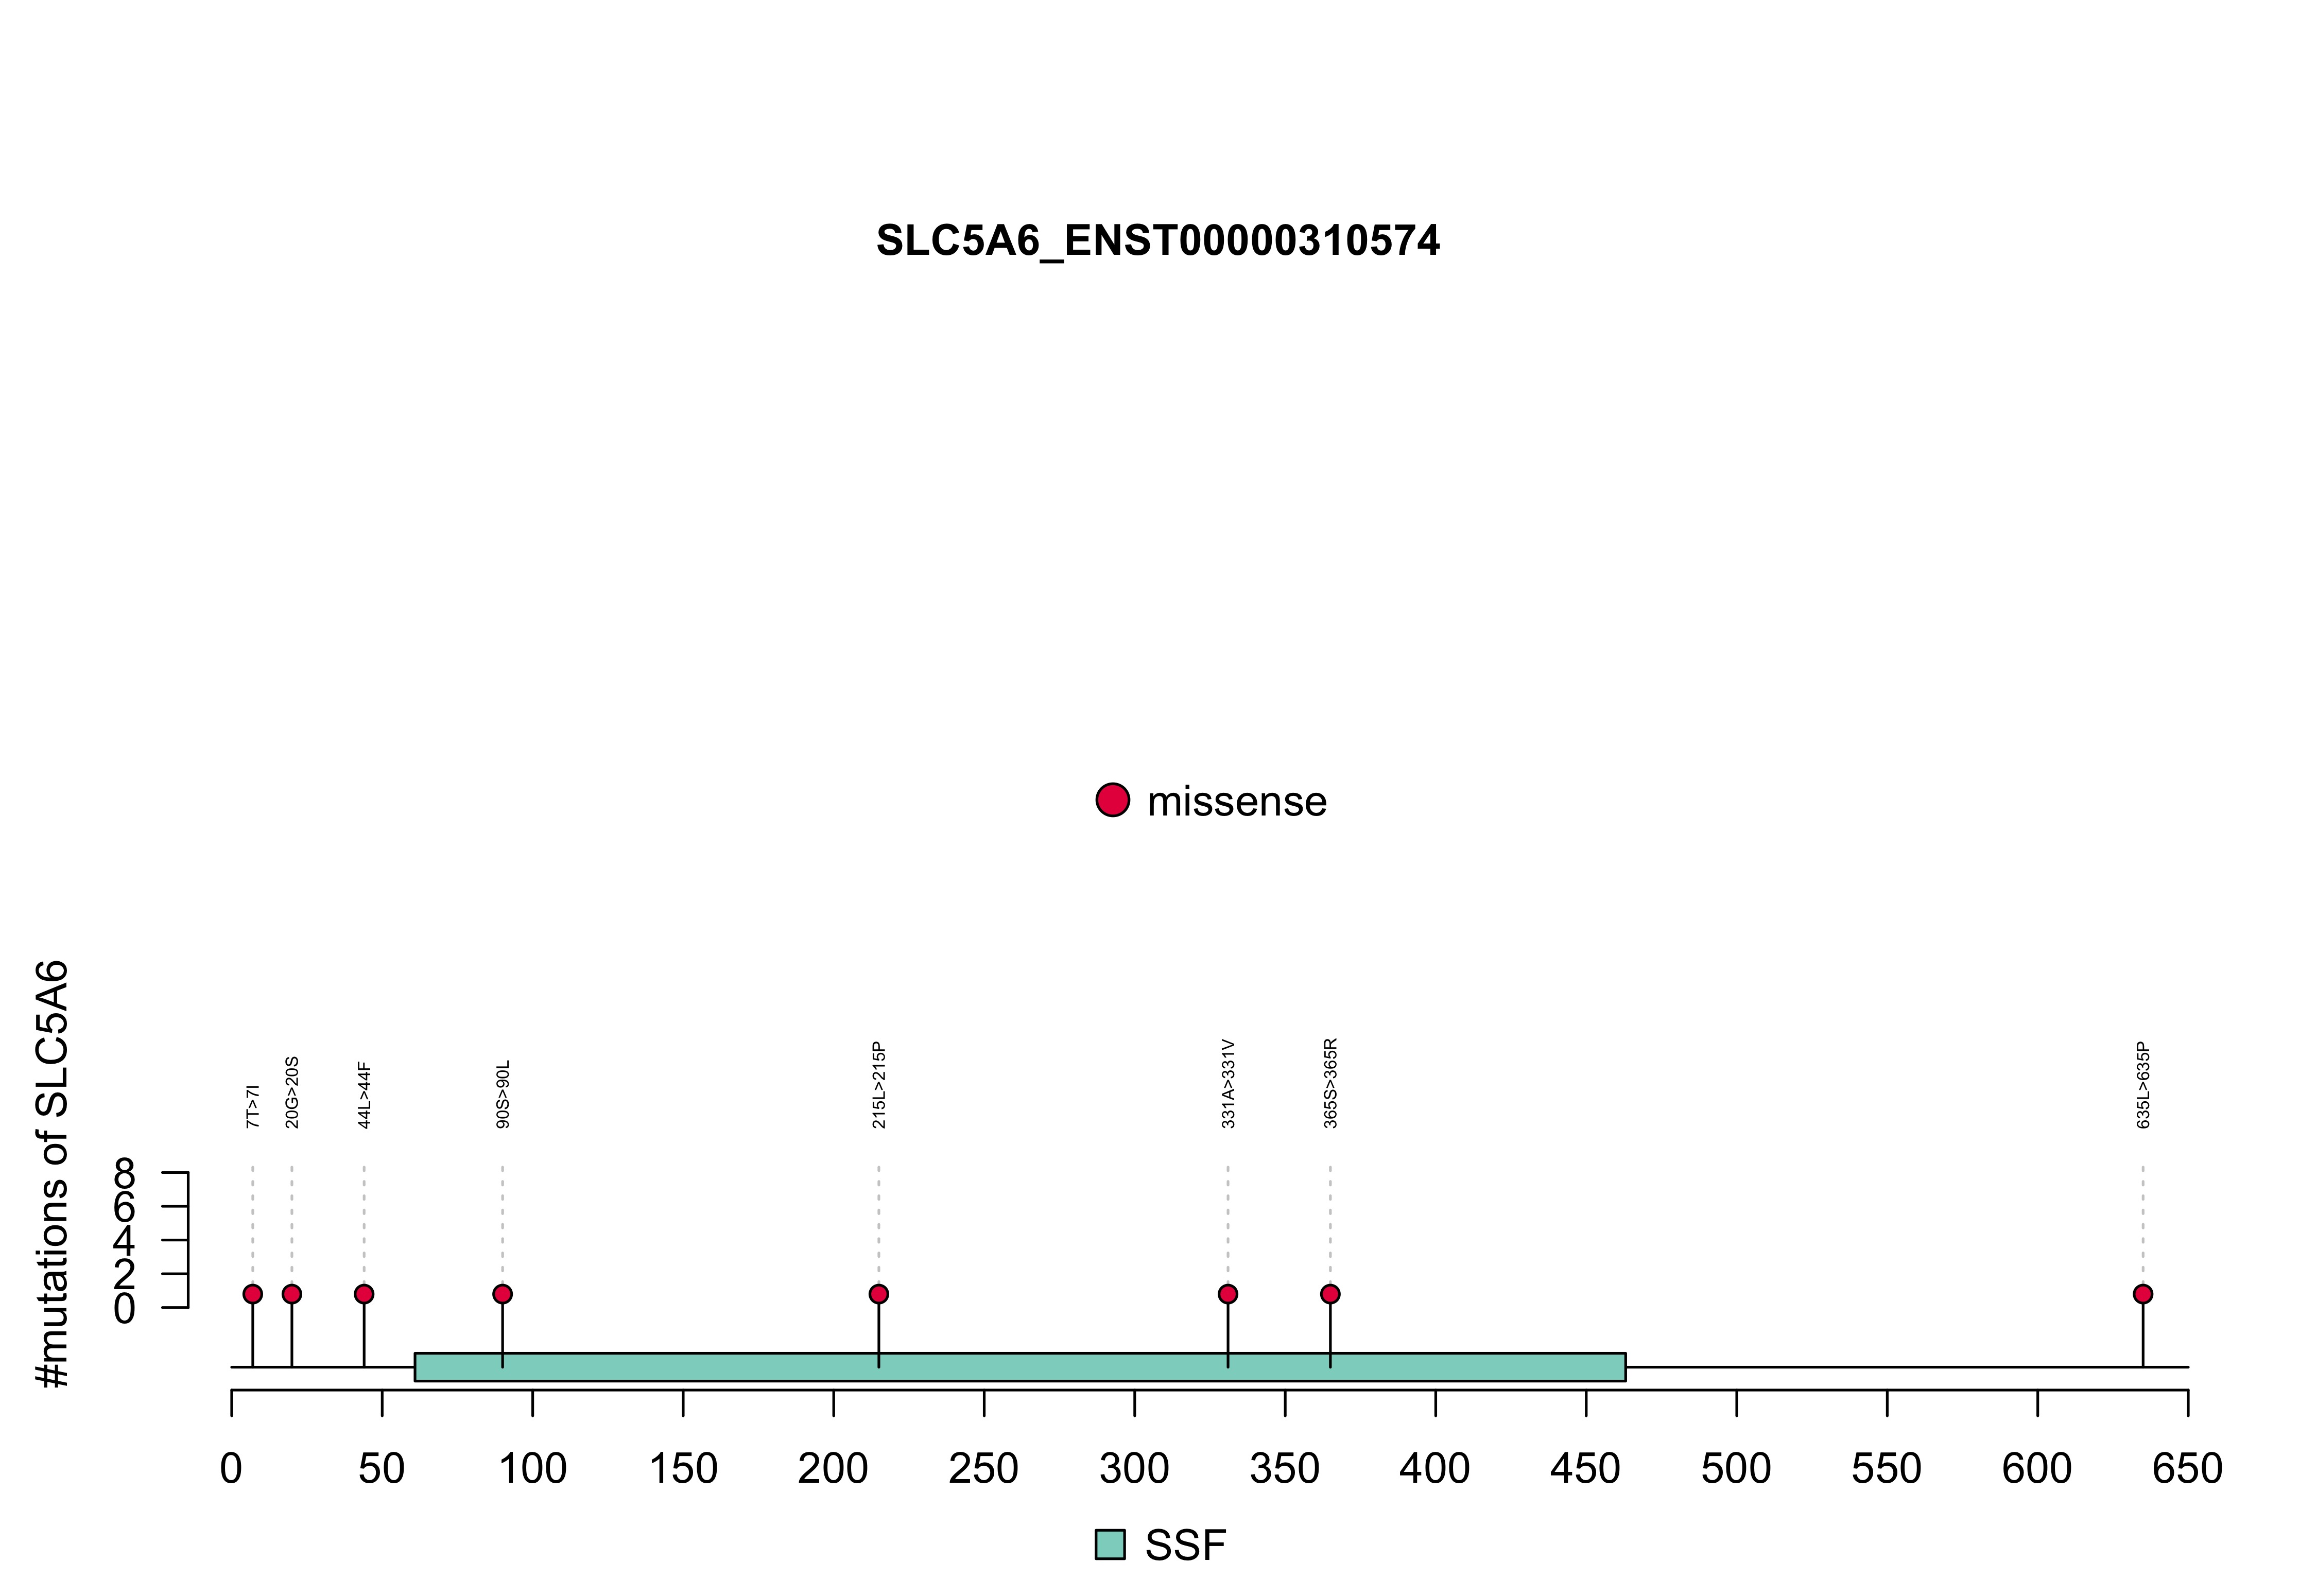 SLC5A6_ENST00000310574
missense
#mutations of SLC5A6
7T>7I
20G>20S
44L>44F
90S>90L
215L>215P
331A>331V
365S>365R
635L>635P
8
6
4
2
0
0 50 100 150 200 250 300 350 400 450 500 550 600 650
SSF